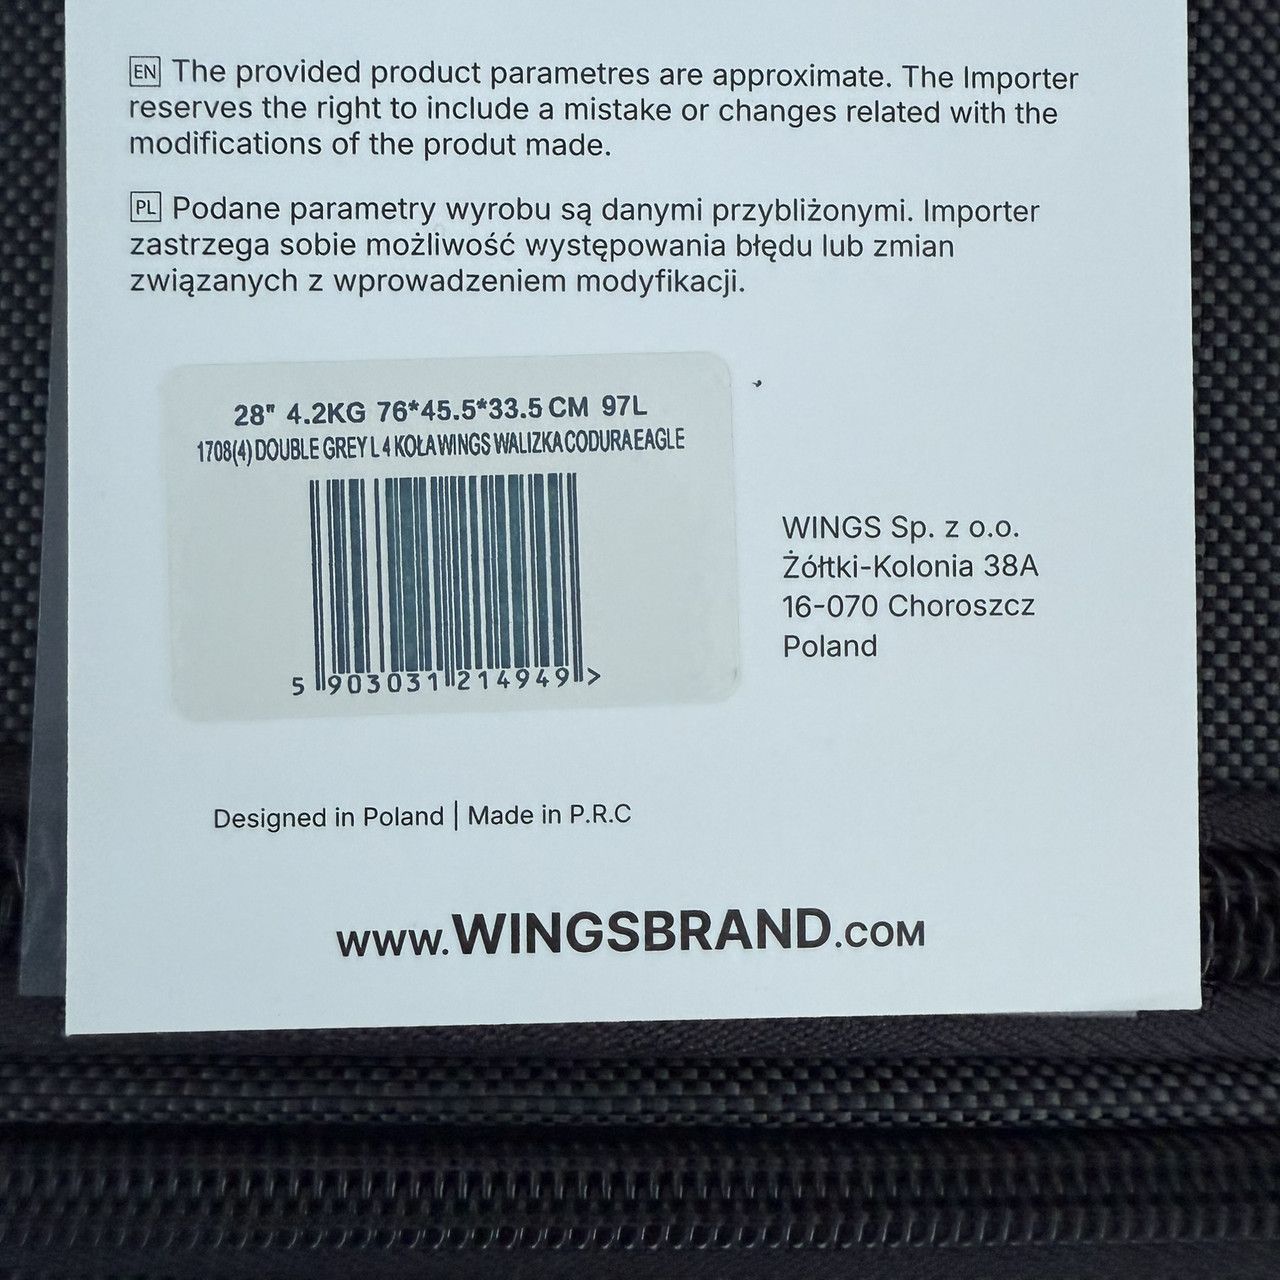 EN The provided product parametres are approximate. The Importer
reserves the right to include a mistake or changes related with the
modifications of the produt made.
PL Podane parametry wyrobu są danymi przybliżonymi. Importer
zastrzega sobie możliwość występowania błędu lub zmian
związanych z wprowadzeniem modyfikacji.
28" 4.2KG 76*45.5*33.5 CM 97L
1708(4) DOUBLE GREY L 4 KOŁA WINGS WALIZKA CODURA EAGLE
5 903031 214949 >
WINGS Sp. z o.o.
Żółtki-Kolonia 38A
16-070 Choroszcz
Poland
Designed in Poland | Made in P.R.C
www.WINGSBRAND.COM